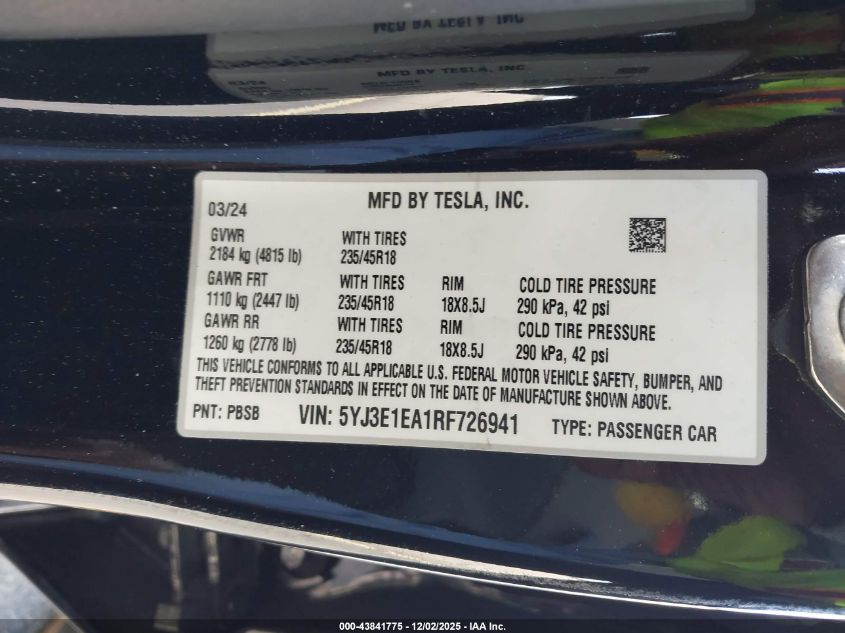 MFD BY TESLA, INC
03/24
MFD BY TESLA, INC.
03/24
GVWR WITH TIRES
2184 kg (4815 lb) 235/45R18
GAWR FRT WITH TIRES RIM COLD TIRE PRESSURE
1110 kg (2447 lb) 235/45R18 18X8.5J 290 kPa, 42 psi
GAWR RR WITH TIRES RIM COLD TIRE PRESSURE
1260 kg (2778 lb) 235/45R18 18X8.5J 290 kPa, 42 psi
THIS VEHICLE CONFORMS TO ALL APPLICABLE U.S. FEDERAL MOTOR VEHICLE SAFETY, BUMPER, AND
THEFT PREVENTION STANDARDS IN EFFECT ON THE DATE OF MANUFACTURE SHOWN ABOVE.
PNT: PBSB VIN: 5YJ3E1EA1RF726941 TYPE: PASSENGER CAR
000-43841775 - 12/02/2025 - IAA Inc.